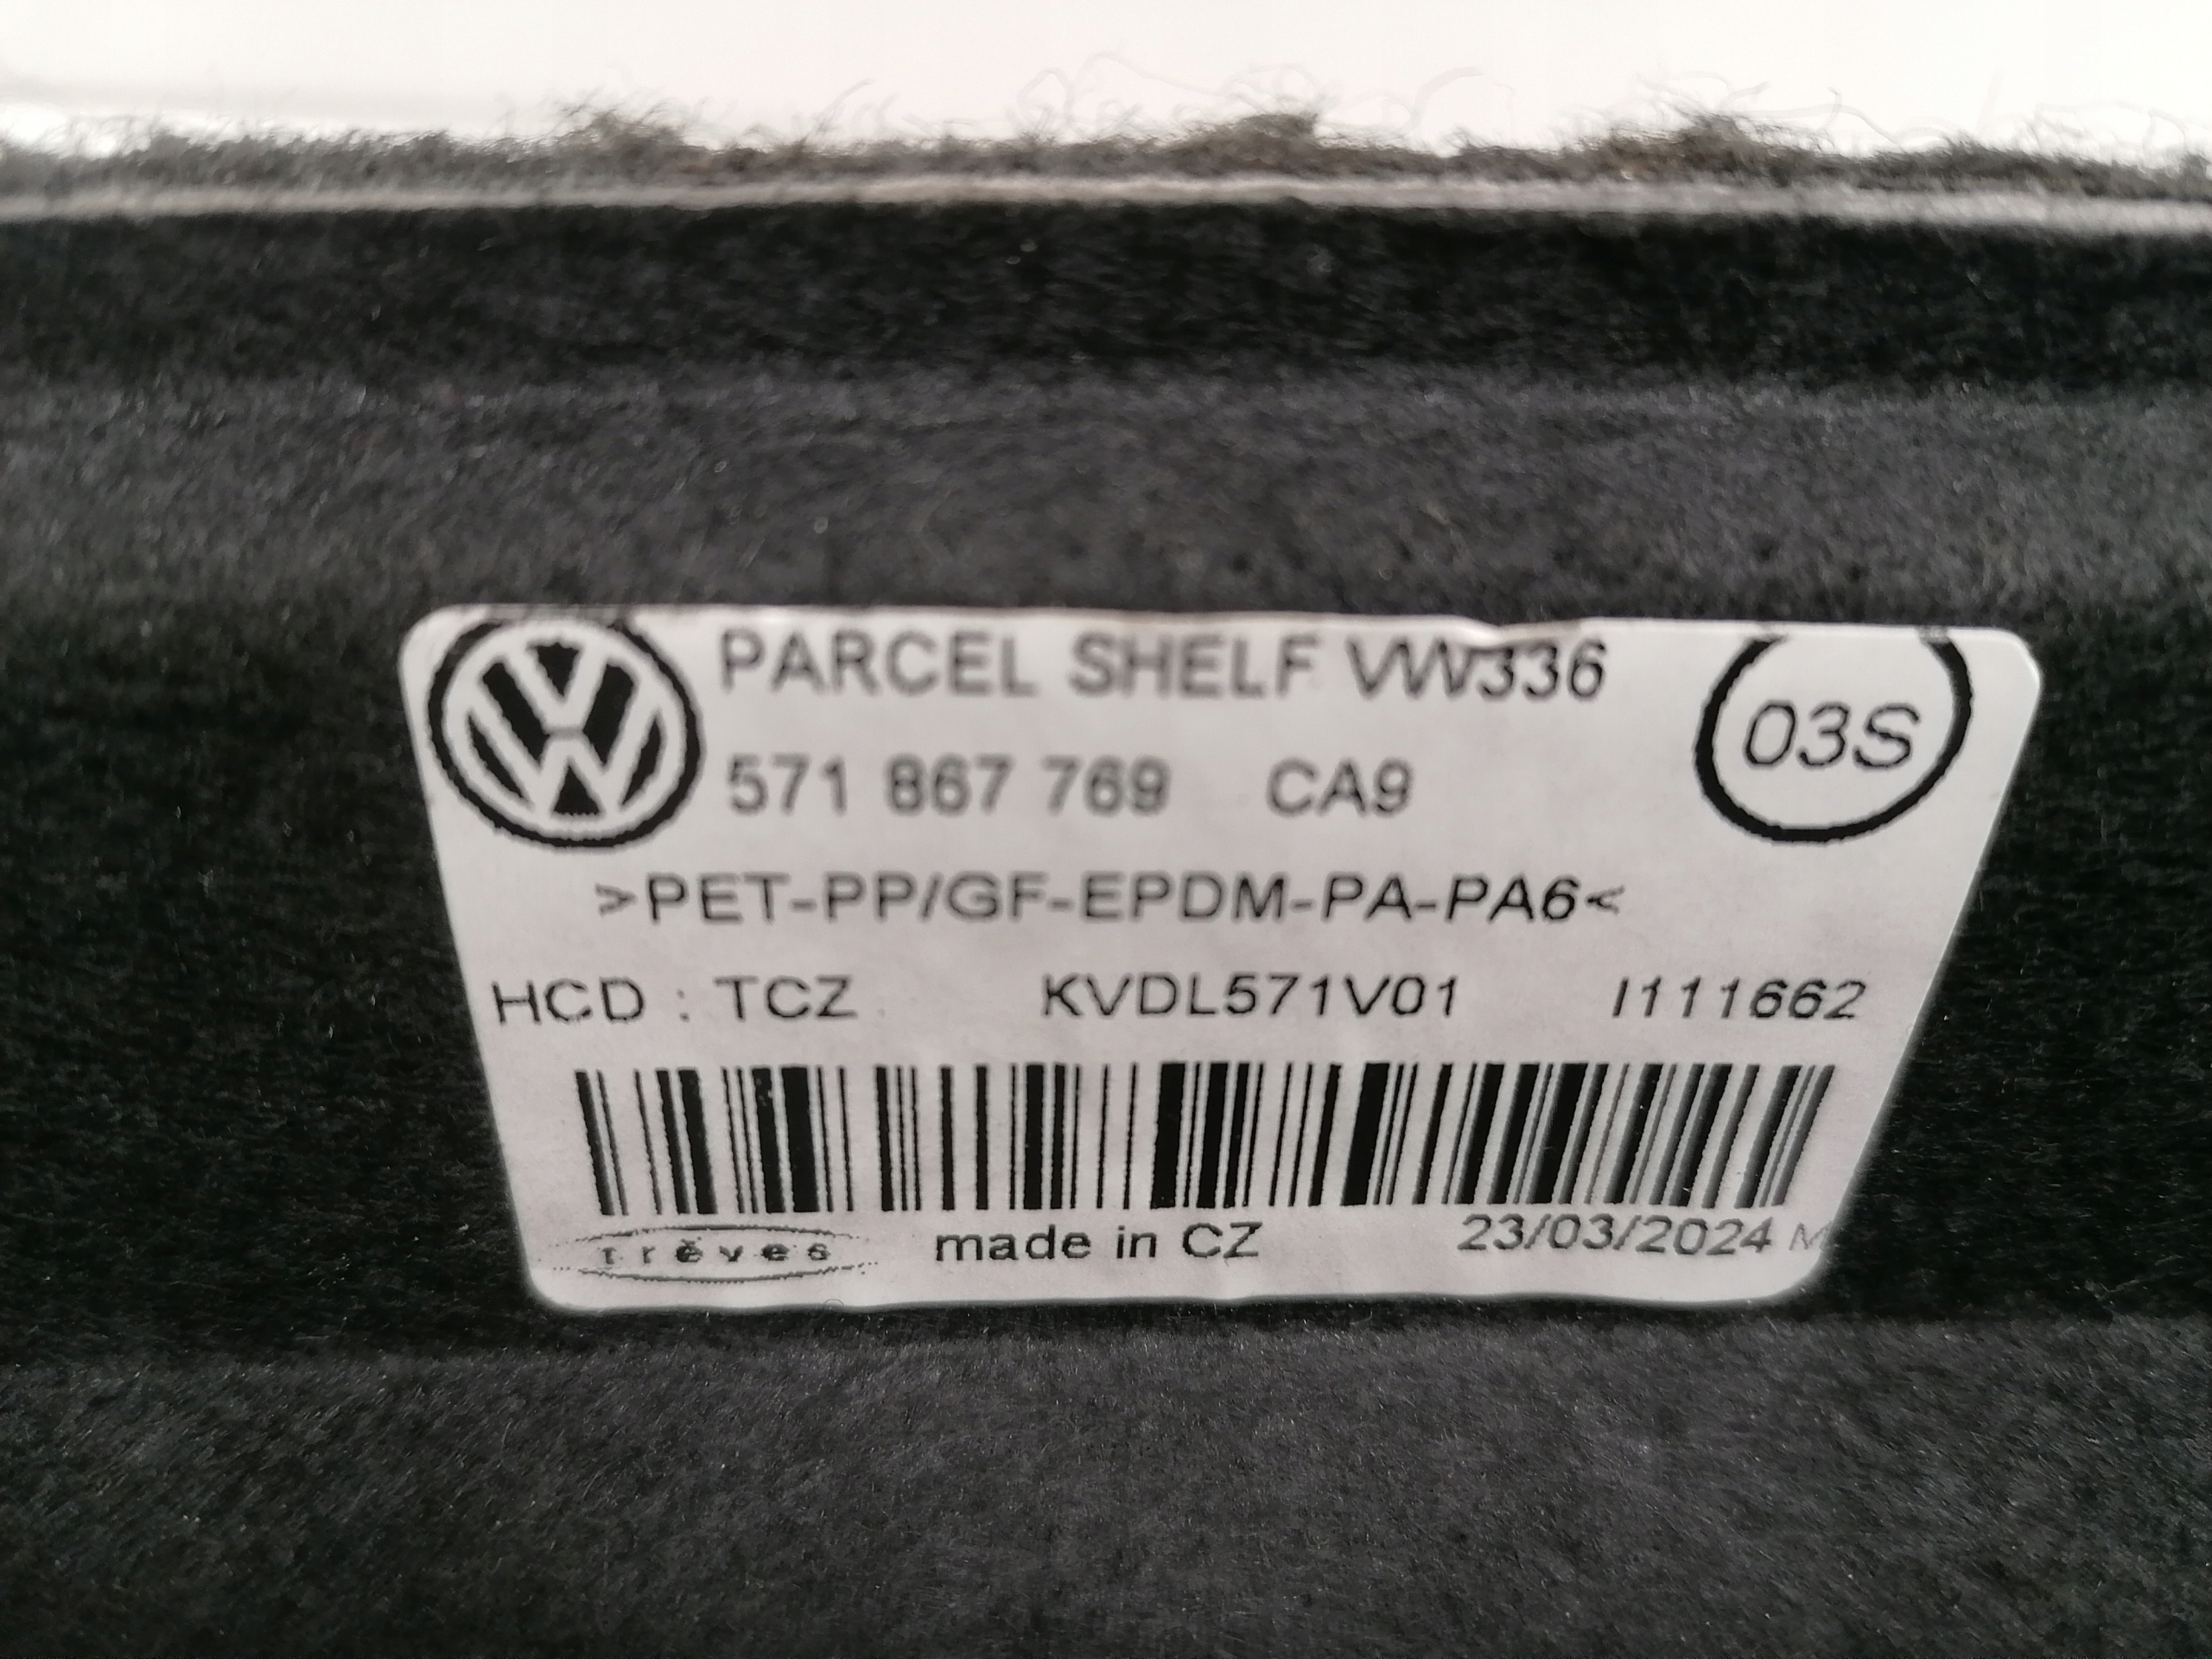 PARCEL SHELF VW336
03S
571 867 769 CA9
>PET-PP/GF-EPDM-PA-PA6<
HCD : TCZ KVDL571V01 I111662
trèves made in CZ 23/03/2024 M